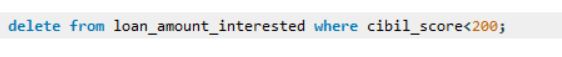 delete from loan_amount_interested where cibil_score<200;